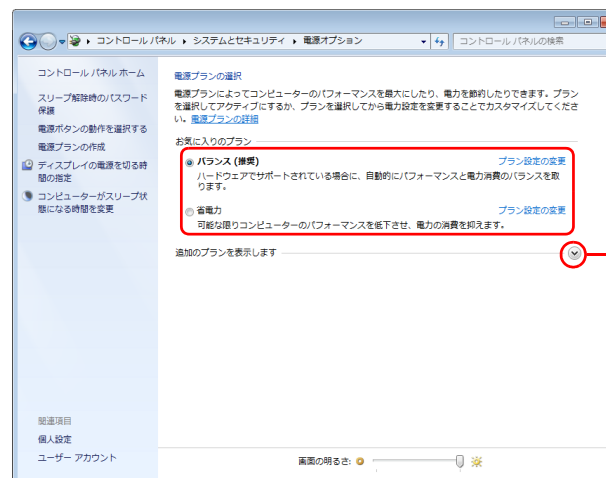 コントロール パネル ▸ システムとセキュリティ ▸ 電源オプション
コントロール パネルの検索
コントロール パネル ホーム
スリープ解除時のパスワード
保護
電源ボタンの動作を選択する
電源プランの作成
ディスプレイの電源を切る時
間の指定
コンピューターがスリープ状
態になる時間を変更
電源プランの選択
電源プランによってコンピューターのパフォーマンスを最大にしたり、電力を節約したりできます。プラン
を選択してアクティブにするか、プランを選択してから電力設定を変更することでカスタマイズしてくださ
い。電源プランの詳細
お気に入りのプラン
バランス (推奨) プラン設定の変更
ハードウェアでサポートされている場合に、自動的にパフォーマンスと電力消費のバランスを取
ります。
省電力 プラン設定の変更
可能な限りコンピューターのパフォーマンスを低下させ、電力の消費を抑えます。
追加のプランを表示します
関連項目
個人設定
ユーザー アカウント
画面の明るさ: